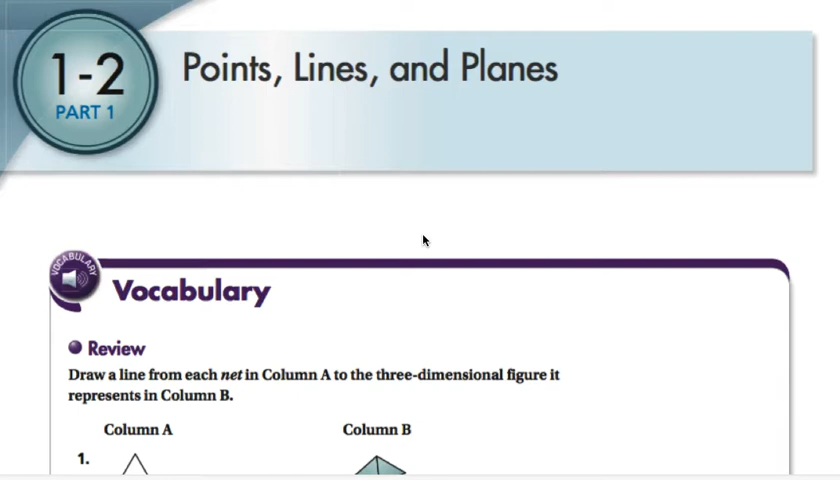 1-2
PART 1
Points, Lines, and Planes
VOCABULARY
Vocabulary
Review
Draw a line from each net in Column A to the three-dimensional figure it
represents in Column B.
Column A Column B
1.